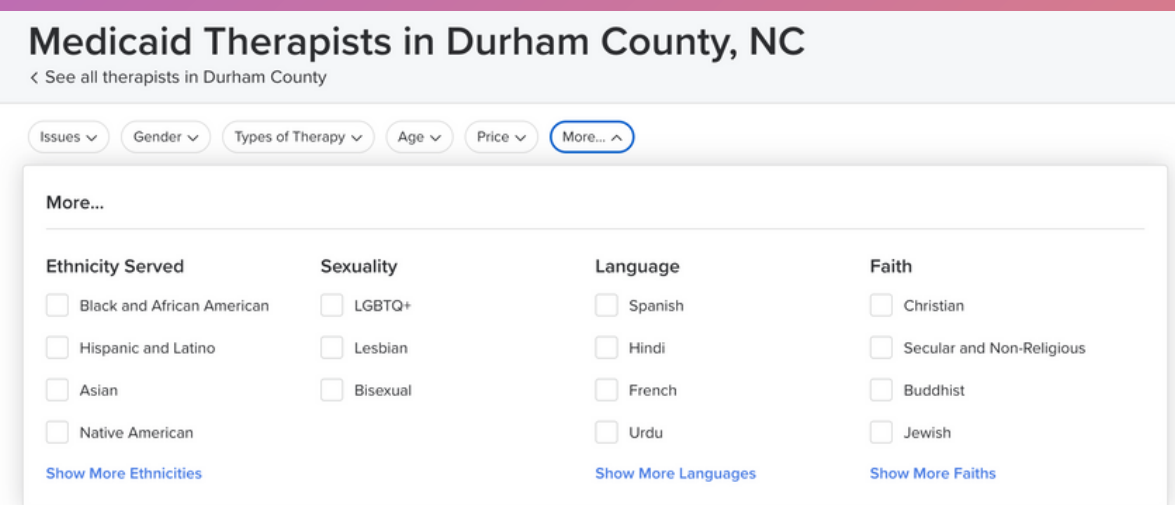 Medicaid Therapists in Durham County, NC
< See all therapists in Durham County
Issues
Gender
Types of Therapy
Age
Price
More...
More...
Ethnicity Served
Black and African American
Hispanic and Latino
Asian
Native American
Show More Ethnicities
Sexuality
LGBTQ+
Lesbian
Bisexual
Language
Spanish
Hindi
French
Urdu
Show More Languages
Faith
Christian
Secular and Non-Religious
Buddhist
Jewish
Show More Faiths